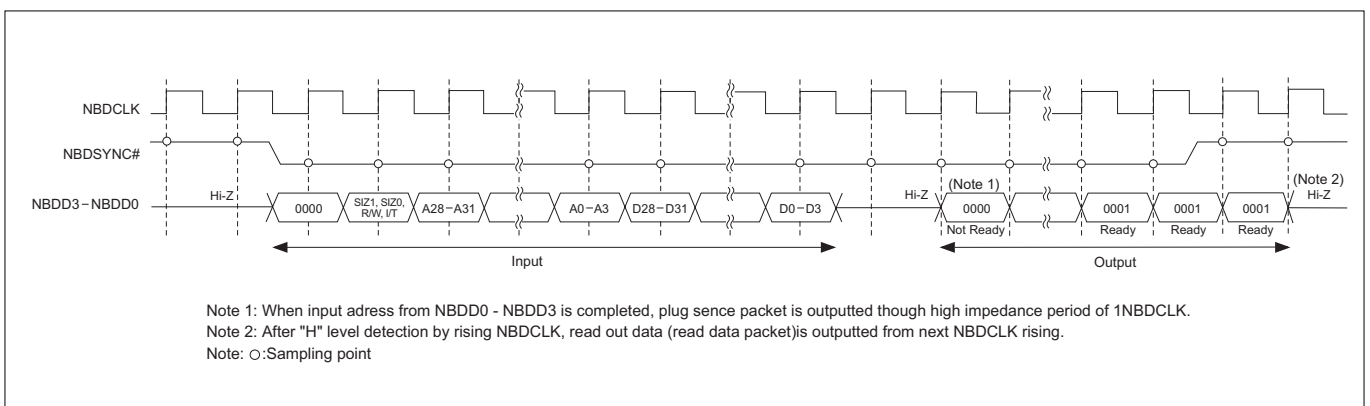 NBDCLK
NBDSYNC#
NBDD3−NBDD0
Hi-Z
0000
SIZ1, SIZ0,
R/W, I/T
A28−A31
A0−A3
D28−D31
D0−D3
Hi-Z
(Note 1)
0000
Not Ready
0001
Ready
0001
Ready
0001
Ready
(Note 2)
Hi-Z
Input
Output
Note 1: When input adress from NBDD0 - NBDD3 is completed, plug sence packet is outputted though high impedance period of 1NBDCLK.
Note 2: After "H" level detection by rising NBDCLK, read out data (read data packet)is outputted from next NBDCLK rising.
Note: ○:Sampling point